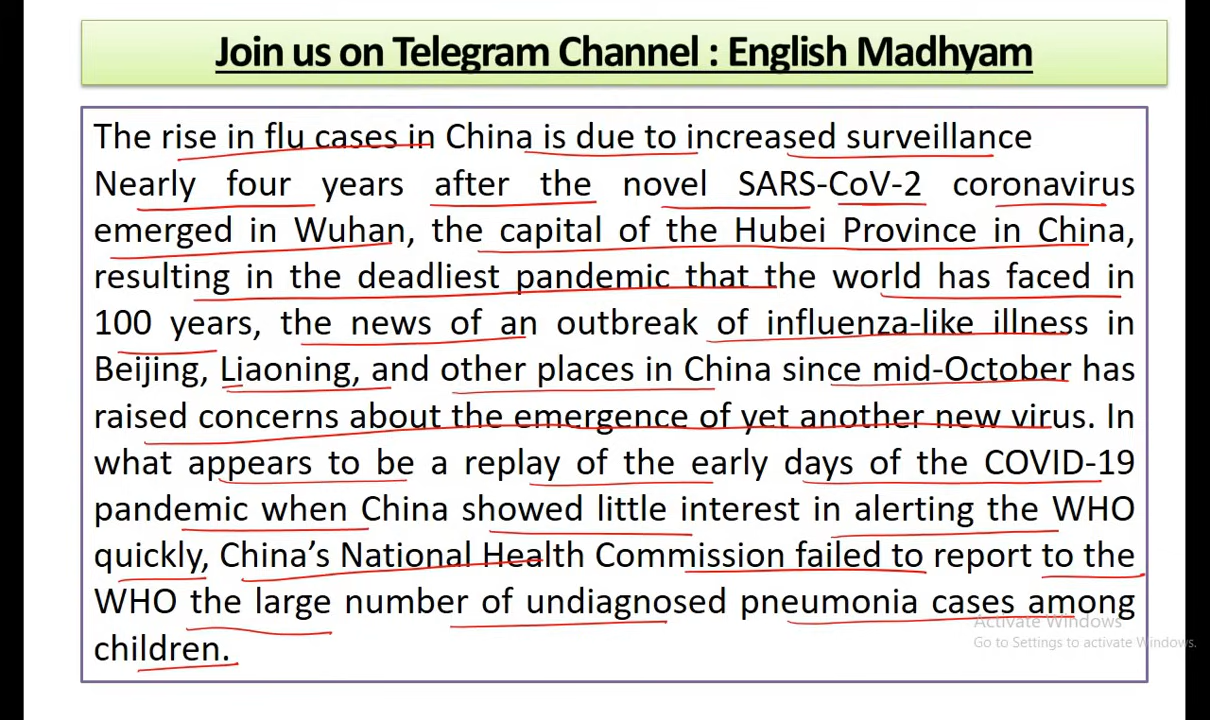 Join us on Telegram Channel : English Madhyam
The rise in flu cases in China is due to increased surveillance
Nearly four years after the novel SARS-CoV-2 coronavirus
emerged in Wuhan, the capital of the Hubei Province in China,
resulting in the deadliest pandemic that the world has faced in
100 years, the news of an outbreak of influenza-like illness in
Beijing, Liaoning, and other places in China since mid-October has
raised concerns about the emergence of yet another new virus. In
what appears to be a replay of the early days of the COVID-19
pandemic when China showed little interest in alerting the WHO
quickly, China’s National Health Commission failed to report to the
WHO the large number of undiagnosed pneumonia cases among
children.
Activate Windows
Go to Settings to activate Windows.